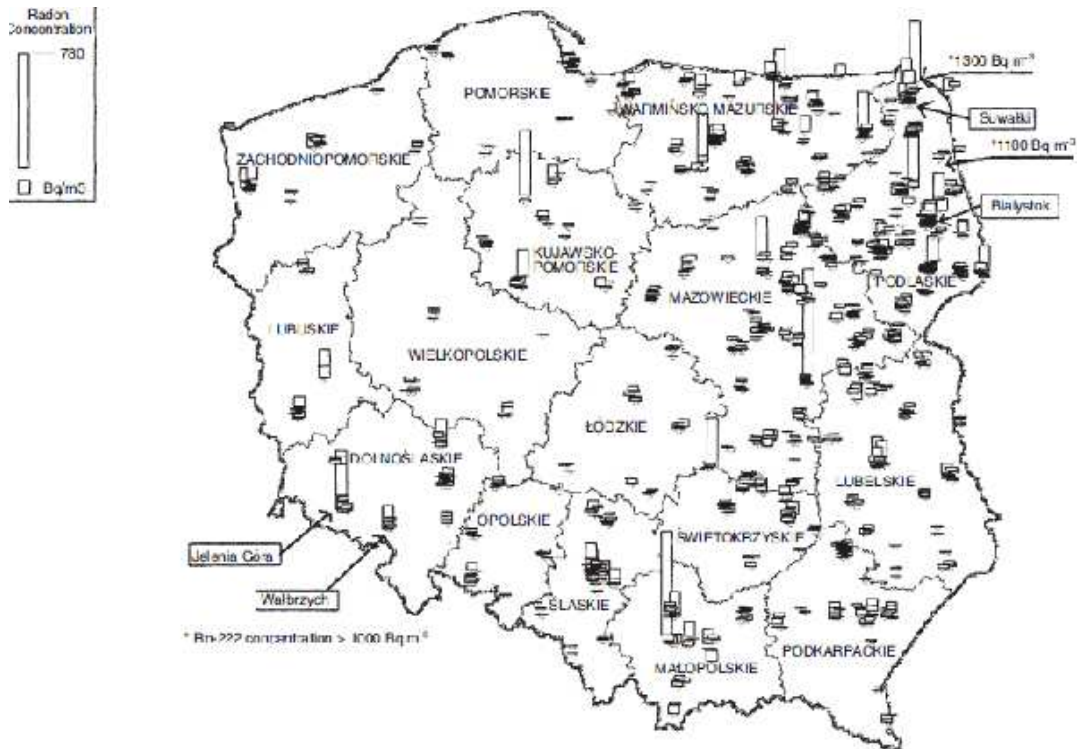 Radon
Concentration
780
Bq/m3
POMORSKIE
WARMIŃSKO MAZURSKIE
*1300 Bq m⁻³
Suwałki
*1100 Bq m⁻³
ZACHODNIOPOMORSKIE
Białystok
KUJAWSKO-
POMORSKIE
PODLASKIE
MAZOWIECKIE
LUBUSKIE
WIELKOPOLSKIE
ŁÓDZKIE
DOLNOŚLĄSKIE
LUBELSKIE
OPOLSKIE
ŚWIĘTOKRZYSKIE
Jelenia Góra
Wałbrzych
ŚLĄSKIE
* Rn-222 concentration > 1000 Bq m⁻³
MAŁOPOLSKIE
PODKARPACKIE